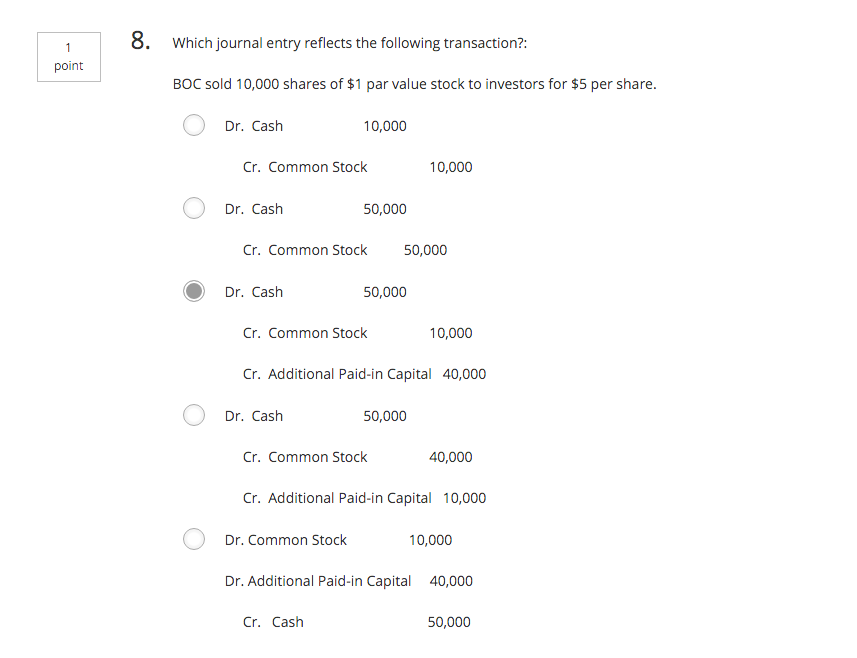 1
point
8. Which journal entry reflects the following transaction?:
BOC sold 10,000 shares of $1 par value stock to investors for $5 per share.
Dr. Cash 10,000
Cr. Common Stock 10,000
Dr. Cash 50,000
Cr. Common Stock 50,000
Dr. Cash 50,000
Cr. Common Stock 10,000
Cr. Additional Paid-in Capital 40,000
Dr. Cash 50,000
Cr. Common Stock 40,000
Cr. Additional Paid-in Capital 10,000
Dr. Common Stock 10,000
Dr. Additional Paid-in Capital 40,000
Cr. Cash 50,000